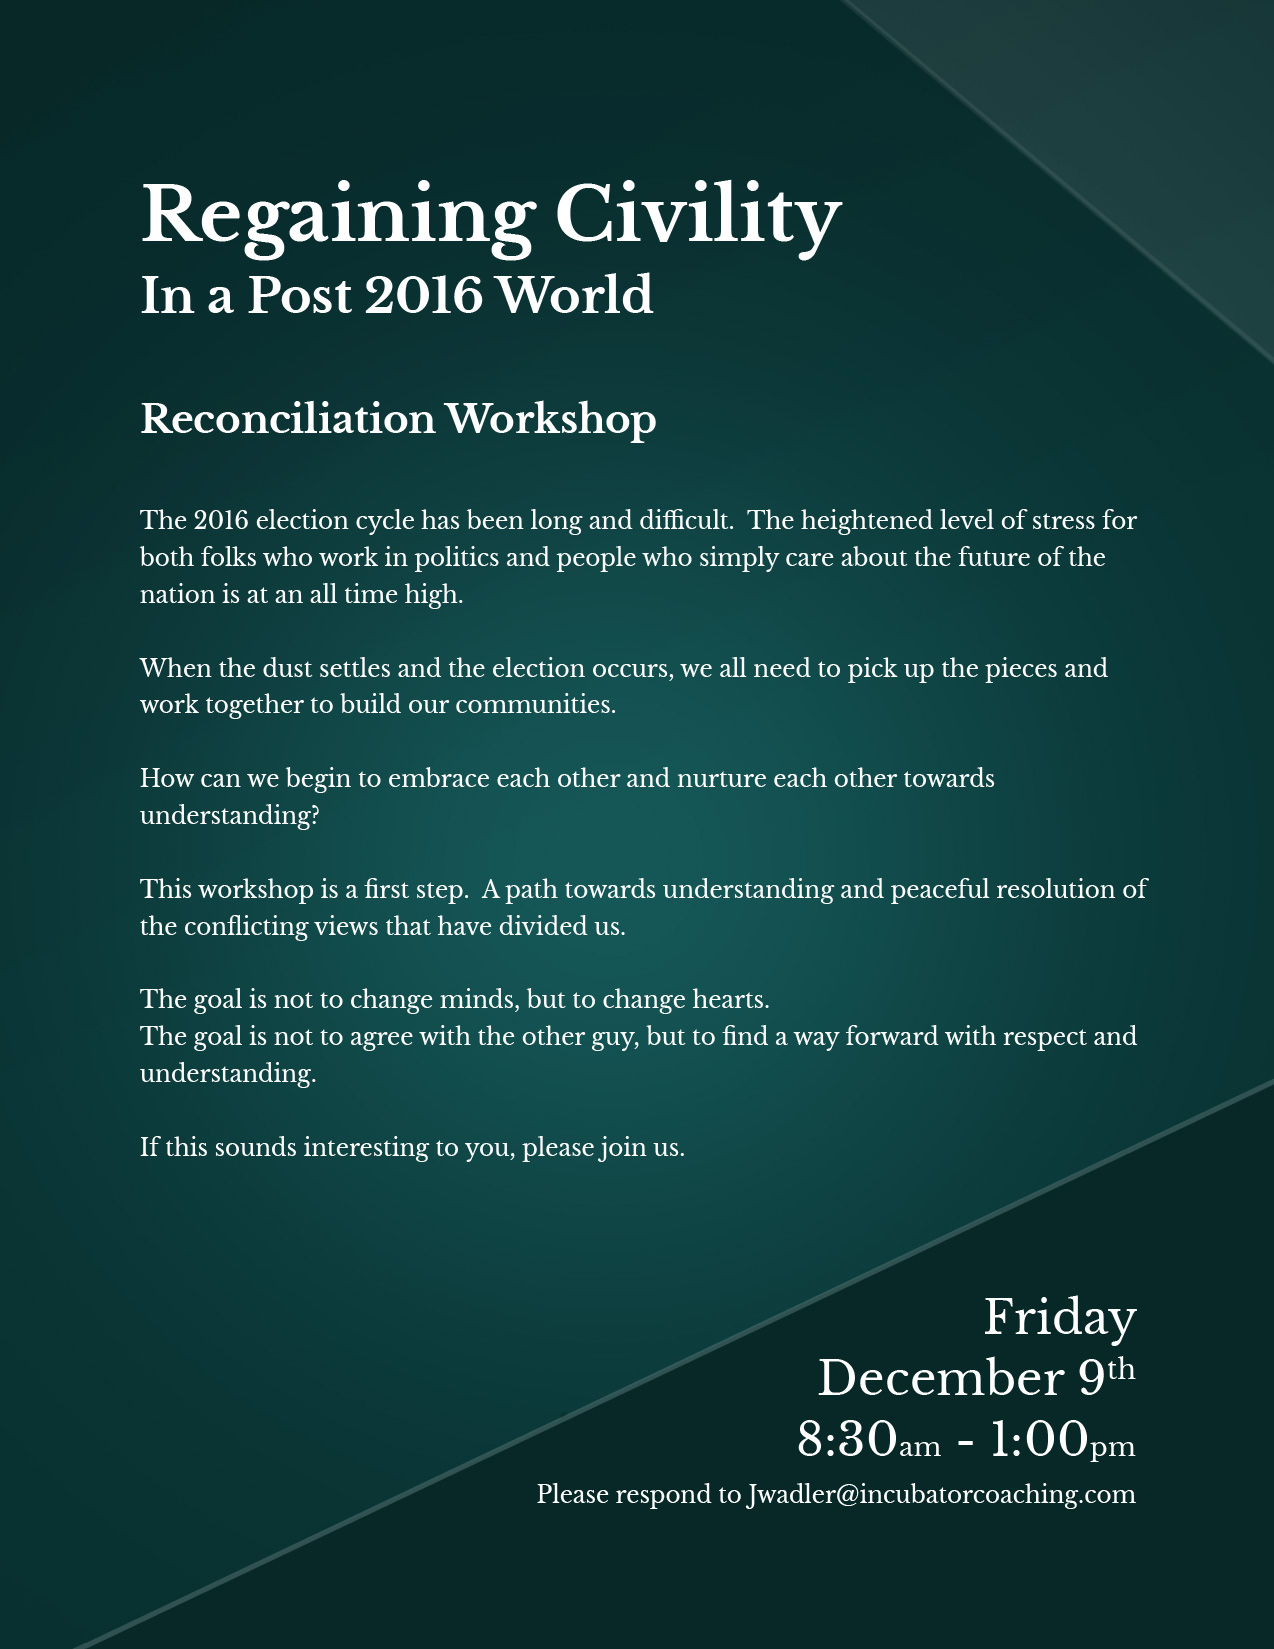 Regaining Civility
In a Post 2016 World
Reconciliation Workshop
The 2016 election cycle has been long and difficult.  The heightened level of stress for
both folks who work in politics and people who simply care about the future of the
nation is at an all time high.
When the dust settles and the election occurs, we all need to pick up the pieces and
work together to build our communities.
How can we begin to embrace each other and nurture each other towards
understanding?
This workshop is a first step.  A path towards understanding and peaceful resolution of
the conflicting views that have divided us.
The goal is not to change minds, but to change hearts.
The goal is not to agree with the other guy, but to find a way forward with respect and
understanding.
If this sounds interesting to you, please join us.
Friday
December 9th
8:30am - 1:00pm
Please respond to Jwadler@incubatorcoaching.com